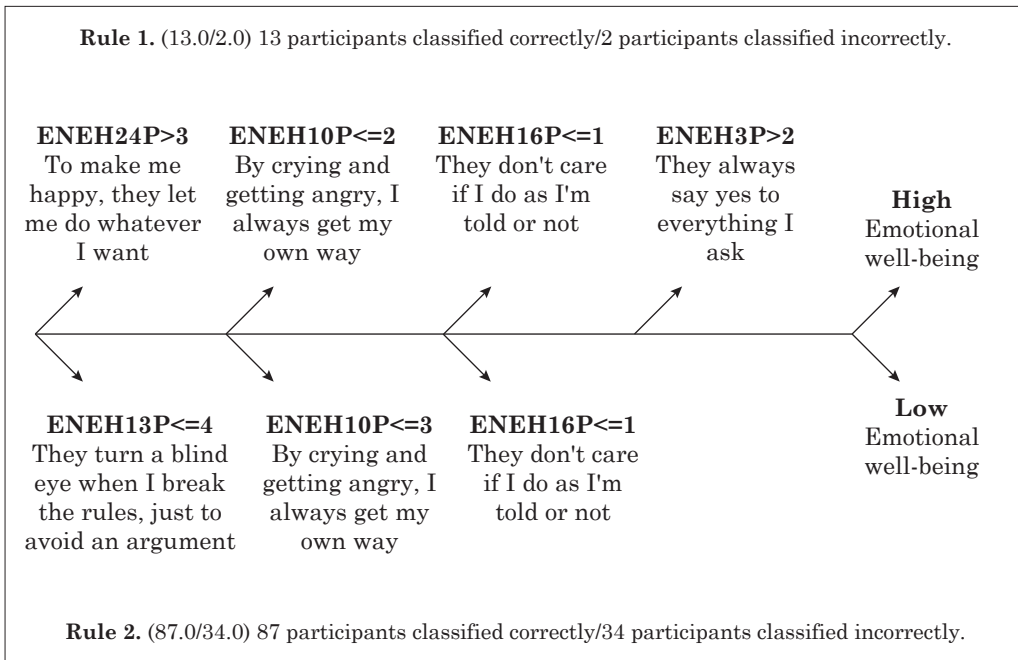 Rule 1. (13.0/2.0) 13 participants classified correctly/2 participants classified incorrectly.
ENEH24P>3
To make me
happy, they let
me do whatever
I want
ENEH10P<=2
By crying and
getting angry, I
always get my
own way
ENEH16P<=1
They don't care
if I do as I'm
told or not
ENEH3P>2
They always
say yes to
everything I
ask
High
Emotional
well-being
ENEH13P<=4
They turn a blind
eye when I break
the rules, just to
avoid an argument
ENEH10P<=3
By crying and
getting angry, I
always get my
own way
ENEH16P<=1
They don't care
if I do as I'm
told or not
Low
Emotional
well-being
Rule 2. (87.0/34.0) 87 participants classified correctly/34 participants classified incorrectly.